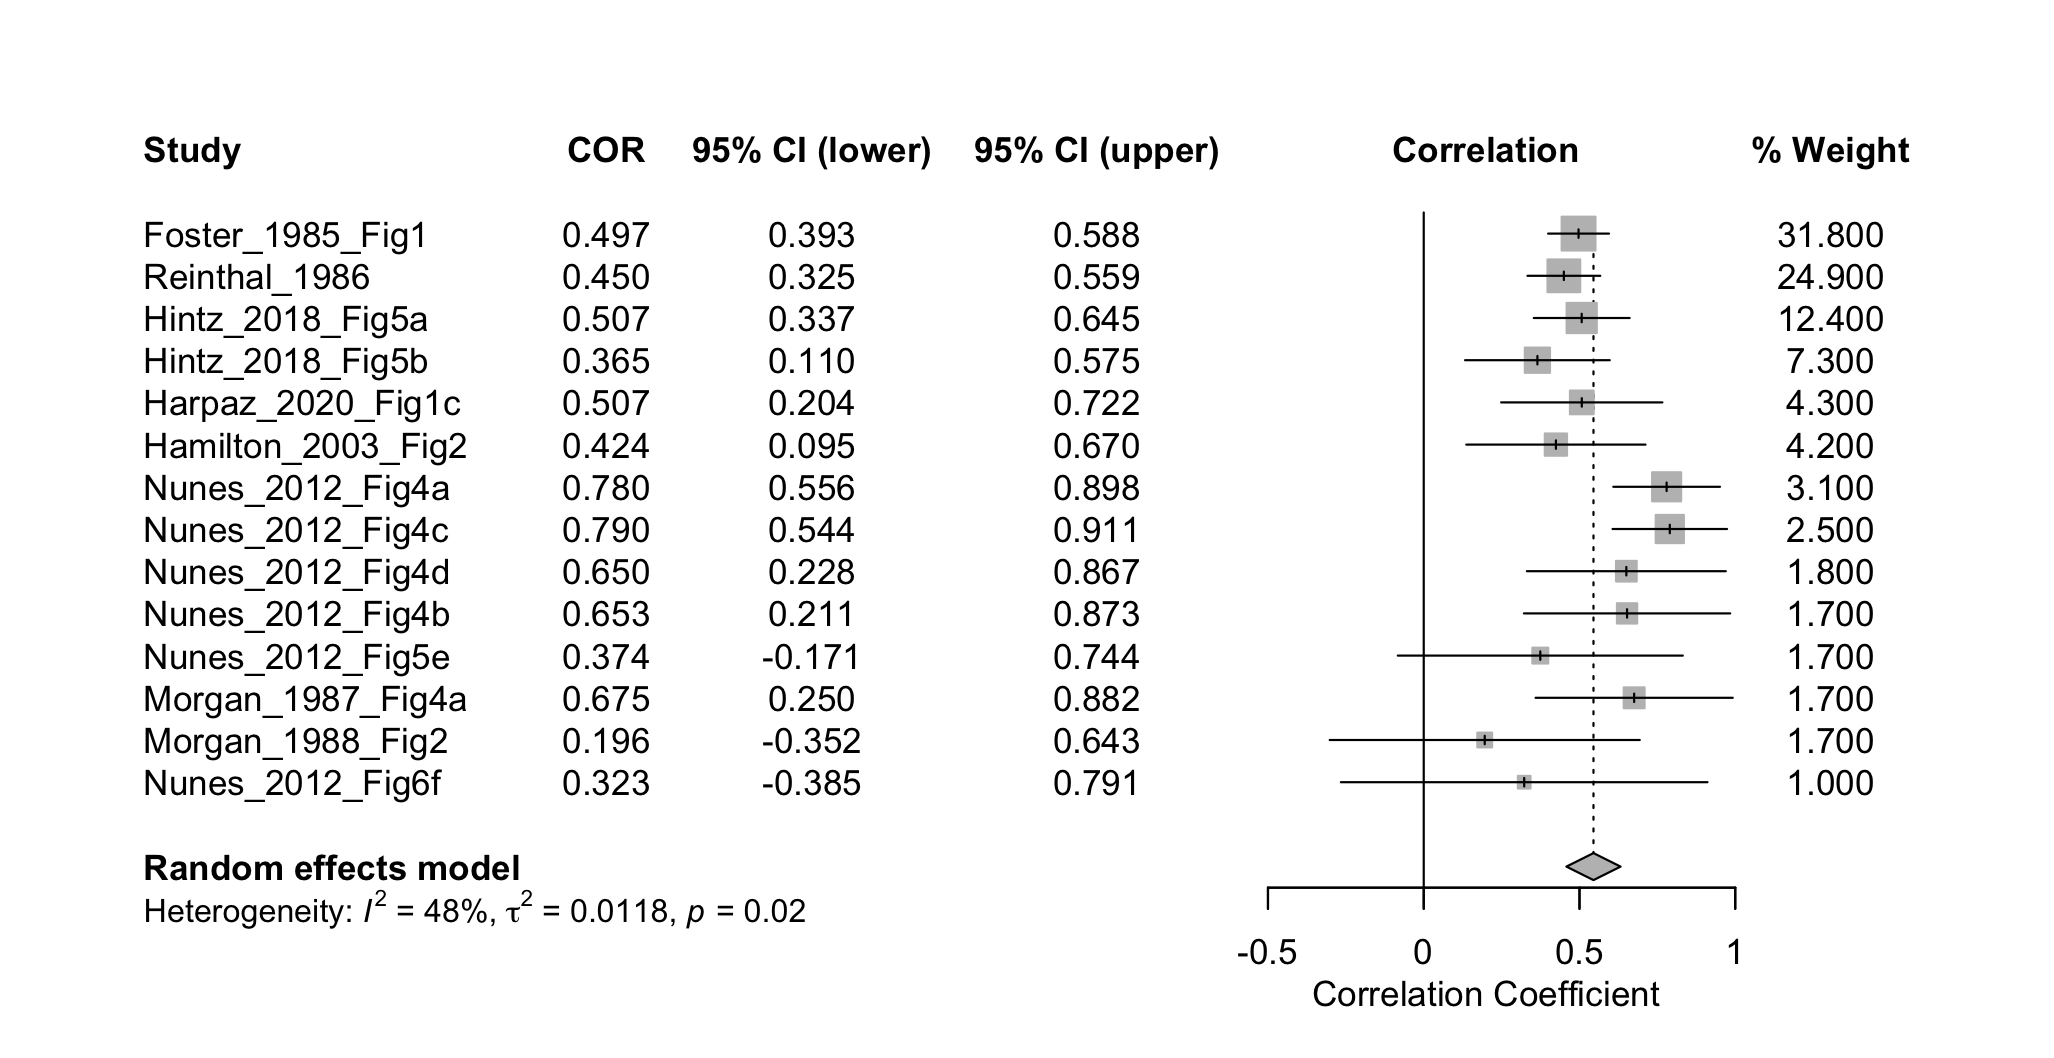 Study COR 95% CI (lower) 95% CI (upper) Correlation % Weight
Foster_1985_Fig1 0.497 0.393 0.588 31.800
Reinthal_1986 0.450 0.325 0.559 24.900
Hintz_2018_Fig5a 0.507 0.337 0.645 12.400
Hintz_2018_Fig5b 0.365 0.110 0.575 7.300
Harpaz_2020_Fig1c 0.507 0.204 0.722 4.300
Hamilton_2003_Fig2 0.424 0.095 0.670 4.200
Nunes_2012_Fig4a 0.780 0.556 0.898 3.100
Nunes_2012_Fig4c 0.790 0.544 0.911 2.500
Nunes_2012_Fig4d 0.650 0.228 0.867 1.800
Nunes_2012_Fig4b 0.653 0.211 0.873 1.700
Nunes_2012_Fig5e 0.374 -0.171 0.744 1.700
Morgan_1987_Fig4a 0.675 0.250 0.882 1.700
Morgan_1988_Fig2 0.196 -0.352 0.643 1.700
Nunes_2012_Fig6f 0.323 -0.385 0.791 1.000
Random effects model
Heterogeneity: I² = 48%, τ² = 0.0118, p = 0.02
-0.5 0 0.5 1
Correlation Coefficient